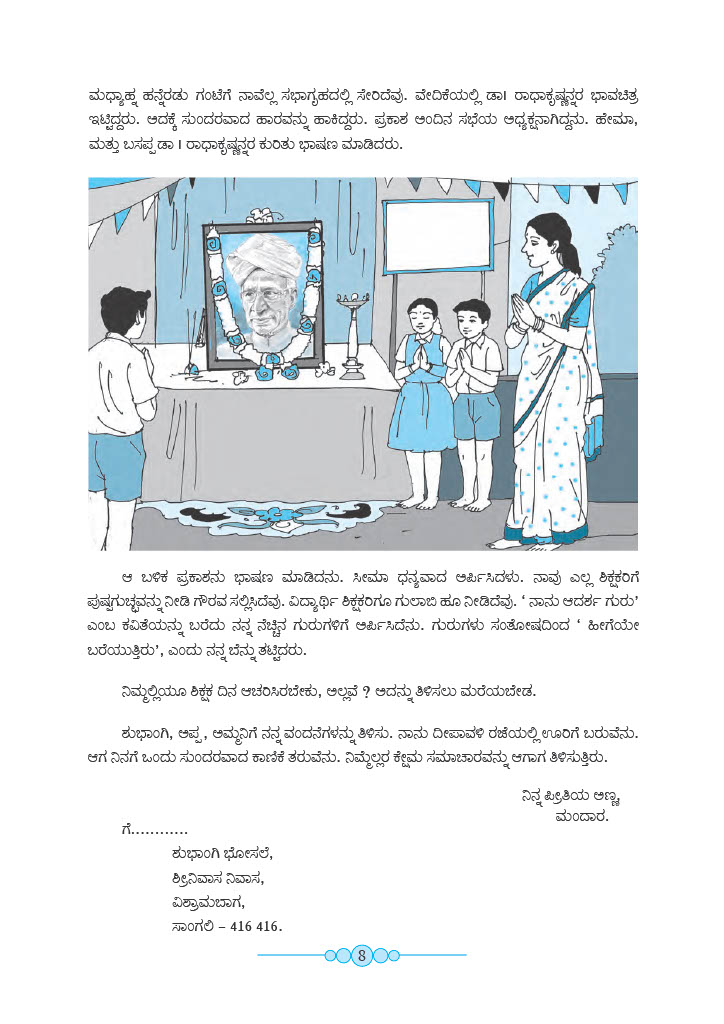 ಮಧ್ಯಾಹ್ನ ಹನ್ನೆರಡು ಗಂಟೆಗೆ ನಾವೆಲ್ಲ ಸಭಾಗೃಹದಲ್ಲಿ ಸೇರಿದೆವು. ವೇದಿಕೆಯಲ್ಲಿ ಡಾ। ರಾಧಾಕೃಷ್ಣನ್ನರ ಭಾವಚಿತ್ರ
ಇಟ್ಟಿದ್ದರು. ಅದಕ್ಕೆ ಸುಂದರವಾದ ಹಾರವನ್ನು ಹಾಕಿದ್ದರು. ಪ್ರಕಾಶ ಅಂದಿನ ಸಭೆಯ ಅಧ್ಯಕ್ಷನಾಗಿದ್ದನು. ಹೇಮಾ,
ಮತ್ತು ಬಸಪ್ಪ ಡಾ । ರಾಧಾಕೃಷ್ಣನ್ನರ ಕುರಿತು ಭಾಷಣ ಮಾಡಿದರು.
ಆ ಬಳಿಕ ಪ್ರಕಾಶನು ಭಾಷಣ ಮಾಡಿದನು. ಸೀಮಾ ಧನ್ಯವಾದ ಅರ್ಪಿಸಿದಳು. ನಾವು ಎಲ್ಲ ಶಿಕ್ಷಕರಿಗೆ
ಪುಷ್ಪಗುಚ್ಛವನ್ನು ನೀಡಿ ಗೌರವ ಸಲ್ಲಿಸಿದೆವು. ವಿದ್ಯಾರ್ಥಿ ಶಿಕ್ಷಕರಿಗೂ ಗುಲಾಬಿ ಹೂ ನೀಡಿದೆವು. ‘ ನಾನು ಆದರ್ಶ ಗುರು’
ಎಂಬ ಕವಿತೆಯನ್ನು ಬರೆದು ನನ್ನ ನೆಚ್ಚಿನ ಗುರುಗಳಿಗೆ ಅರ್ಪಿಸಿದೆನು. ಗುರುಗಳು ಸಂತೋಷದಿಂದ ‘ ಹೀಗೆಯೇ
ಬರೆಯುತ್ತಿರು’, ಎಂದು ನನ್ನ ಬೆನ್ನು ತಟ್ಟಿದರು.
ನಿಮ್ಮಲ್ಲಿಯೂ ಶಿಕ್ಷಕ ದಿನ ಆಚರಿಸಿರಬೇಕು, ಅಲ್ಲವೆ ? ಅದನ್ನು ತಿಳಿಸಲು ಮರೆಯಬೇಡ.
ಶುಭಾಂಗಿ, ಅಪ್ಪ , ಅಮ್ಮನಿಗೆ ನನ್ನ ವಂದನೆಗಳನ್ನು ತಿಳಿಸು. ನಾನು ದೀಪಾವಳಿ ರಜೆಯಲ್ಲಿ ಊರಿಗೆ ಬರುವೆನು.
ಆಗ ನಿನಗೆ ಒಂದು ಸುಂದರವಾದ ಕಾಣಿಕೆ ತರುವೆನು. ನಿಮ್ಮೆಲ್ಲರ ಕ್ಷೇಮ ಸಮಾಚಾರವನ್ನು ಆಗಾಗ ತಿಳಿಸುತ್ತಿರು.
ನಿನ್ನ ಪ್ರೀತಿಯ ಅಣ್ಣ,
ಮಂದಾರ.
ಗೆ............
ಶುಭಾಂಗಿ ಭೋಸಲೆ,
ಶ್ರೀನಿವಾಸ ನಿವಾಸ,
ವಿಶ್ರಾಮಬಾಗ,
ಸಾಂಗಲಿ – 416 416.
8